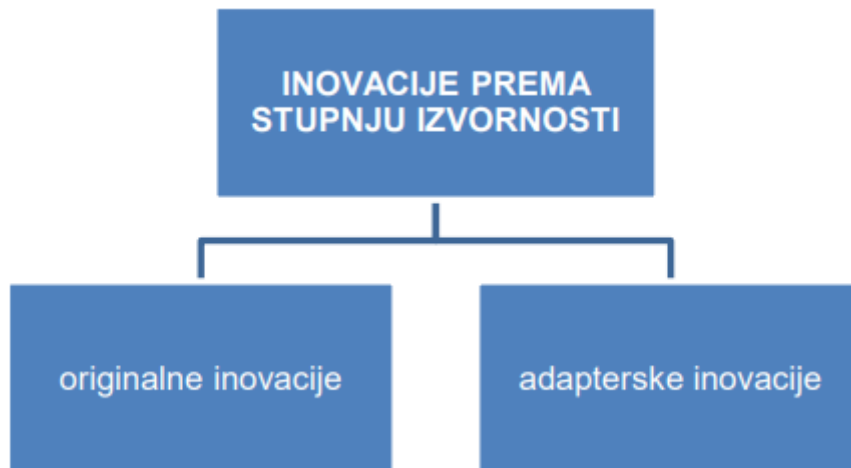 INOVACIJE PREMA
STUPNJU IZVORNOSTI
originalne inovacije
adapterske inovacije